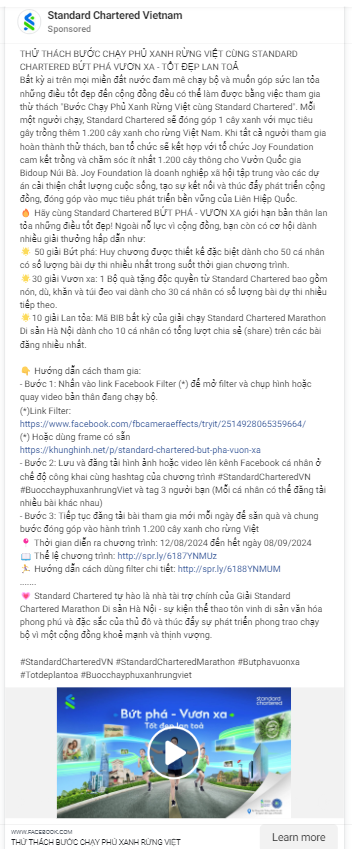 Standard Chartered Vietnam
Sponsored
THỬ THÁCH BƯỚC CHẠY PHỦ XANH RỪNG VIỆT CÙNG STANDARD
CHARTERED BỨT PHÁ VƯƠN XA - TỐT ĐẸP LAN TOẢ
Bất kỳ ai trên mọi miền đất nước đam mê chạy bộ và muốn góp sức lan tỏa
những điều tốt đẹp đến cộng đồng đều có thể làm được bằng việc tham gia
thử thách "Bước Chạy Phủ Xanh Rừng Việt cùng Standard Chartered". Mỗi
một người chạy, Standard Chartered sẽ đóng góp 1 cây xanh với mục tiêu
gây trồng thêm 1.200 cây xanh cho rừng Việt Nam. Khi tất cả người tham gia
hoàn thành thử thách, ban tổ chức sẽ kết hợp với tổ chức Joy Foundation
cam kết trồng và chăm sóc ít nhất 1.200 cây thông cho Vườn Quốc gia
Bidoup Núi Bà. Joy Foundation là doanh nghiệp xã hội tập trung vào các dự
án cải thiện chất lượng cuộc sống, tạo sự kết nối và thúc đẩy phát triển cộng
đồng, đóng góp vào mục tiêu phát triển bền vững của Liên Hiệp Quốc.
🔥 Hãy cùng Standard Chartered BỨT PHÁ - VƯƠN XA giới hạn bản thân lan
tỏa những điều tốt đẹp! Ngoài nỗ lực vì cộng đồng, bạn còn có cơ hội dành
nhiều giải thưởng hấp dẫn như:
🌟 50 giải Bứt phá: Huy chương được thiết kế đặc biệt dành cho 50 cá nhân
có số lượng bài dự thi nhiều nhất trong suốt thời gian chương trình.
🌟 30 giải Vươn xa: 1 Bộ quà tặng độc quyền từ Standard Chartered bao gồm
nón, dù, khăn và túi đeo vai dành cho 30 cá nhân có số lượng bài dự thi nhiều
tiếp theo.
🌟 10 giải Lan tỏa: Mã BIB bất kỳ của giải chạy Standard Chartered Marathon
Di sản Hà Nội dành cho 10 cá nhân có tổng lượt chia sẻ (share) trên các bài
đăng nhiều nhất.
👇 Hướng dẫn cách tham gia:
- Bước 1: Nhấn vào link Facebook Filter (*) để mở filter và chụp hình hoặc
quay video bản thân đang chạy bộ.
(*)Link Filter:
https://www.facebook.com/fbcameraeffects/tryit/2514928065359664/
(*) Hoặc dùng frame có sẵn
https://khunghinh.net/p/standard-chartered-but-pha-vuon-xa
- Bước 2: Lưu và đăng tải hình ảnh hoặc video lên kênh Facebook cá nhân ở
chế độ công khai cùng hashtag của chương trình #StandardCharteredVN
#BuocchayphuxanhrungViet và tag 3 người bạn (Mỗi cá nhân có thể đăng tải
nhiều bài khác nhau)
- Bước 3: Tiếp tục đăng tải bài tham gia mới mỗi ngày để săn quà và chung
bước đóng góp vào hành trình 1.200 cây xanh cho rừng Việt
🎈 Thời gian diễn ra chương trình: 12/08/2024 đến hết ngày 08/09/2024
📖 Thể lệ chương trình: http://spr.ly/6187YNMUz
🏃 Hướng dẫn cách dùng filter chi tiết: http://spr.ly/6188YNMUM
.......
💗 Standard Chartered tự hào là nhà tài trợ chính của Giải Standard
Chartered Marathon Di sản Hà Nội - sự kiện thể thao tôn vinh di sản văn hóa
phong phú và đặc sắc của thủ đô và thúc đẩy sự phát triển phong trào chạy
bộ vì một cộng đồng khoẻ mạnh và thịnh vượng.
#StandardCharteredVN #StandardCharteredMarathon #Butphavuonxa
#Totdeplantoa #Buocchayphuxanhrungviet
standard
chartered
Bứt phá - Vươn xa
Tốt đẹp lan toả
WWW.FACEBOOK.COM
THỬ THÁCH BƯỚC CHẠY PHỦ XANH RỪNG VIỆT
Learn more